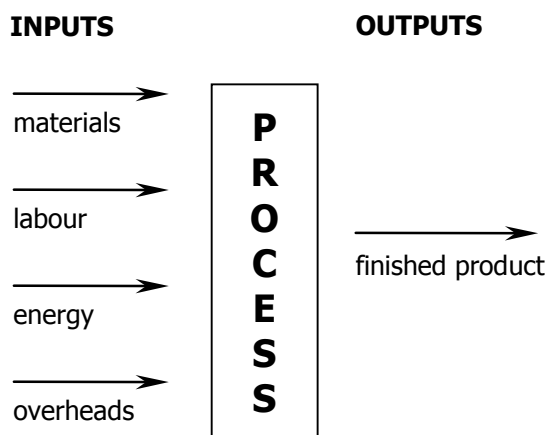 INPUTS
OUTPUTS
materials
labour
energy
overheads
P
R
O
C
E
S
S
finished product